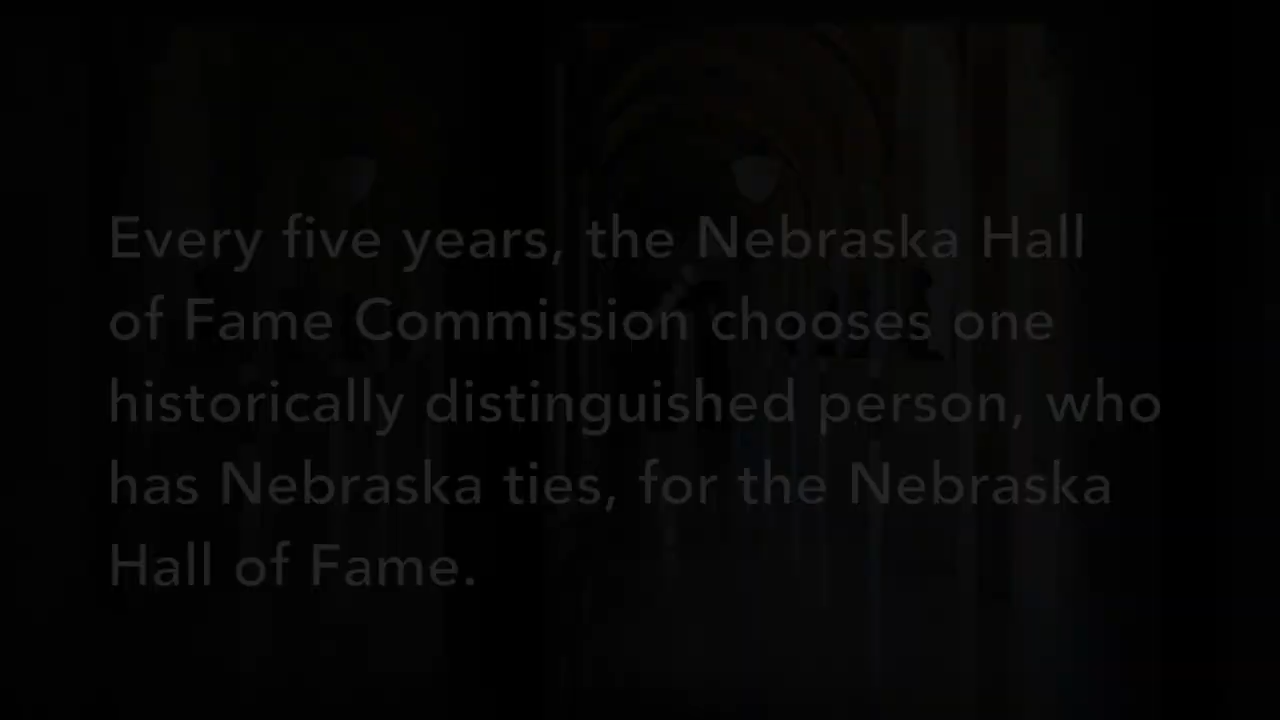 Every five years, the Nebraska Hall
of Fame Commission chooses one
historically distinguished person, who
has Nebraska ties, for the Nebraska
Hall of Fame.